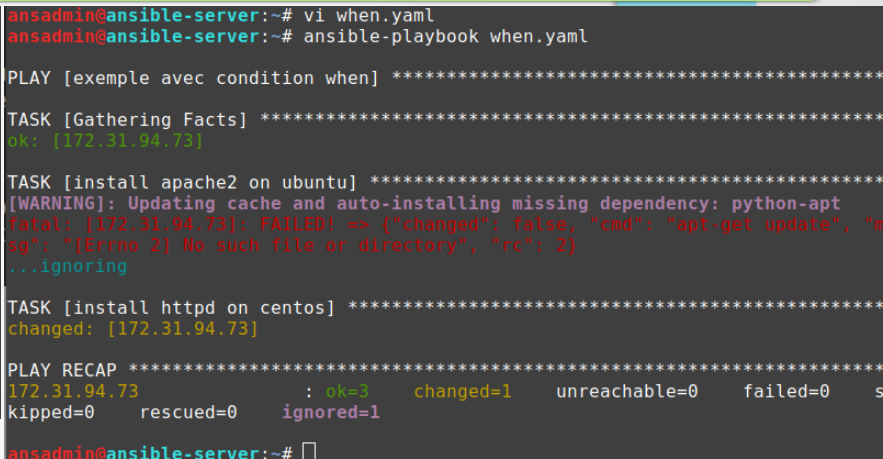 ansadmin@ansible-server:~# vi when.yaml
ansadmin@ansible-server:~# ansible-playbook when.yaml
PLAY [exemple avec condition when] *********************************************
TASK [Gathering Facts] *********************************************************
ok: [172.31.94.73]
TASK [install apache2 on ubuntu] ***********************************************
[WARNING]: Updating cache and auto-installing missing dependency: python-apt
fatal: [172.31.94.73]: FAILED! => {"changed": false, "cmd": "apt-get update", "m
sg": "[Errno 2] No such file or directory", "rc": 2}
...ignoring
TASK [install httpd on centos] *************************************************
changed: [172.31.94.73]
PLAY RECAP *********************************************************************
172.31.94.73 : ok=3 changed=1 unreachable=0 failed=0 s
kipped=0 rescued=0 ignored=1
ansadmin@ansible-server:~#